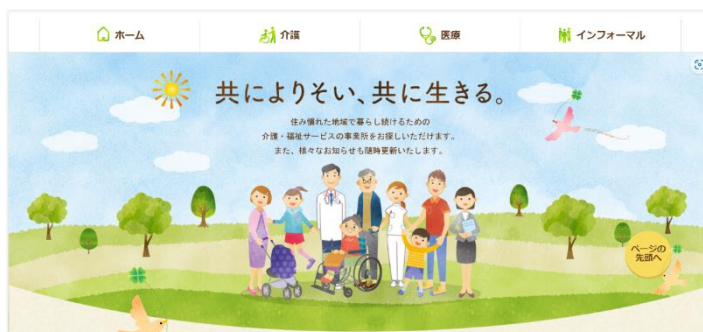 ホーム
介護
医療
インフォーマル
共によりそい、共に生きる。
住み慣れた地域で暮らし続けるための
介護・福祉サービスの事業所をお探しいただけます。
また、様々なお知らせも随時更新いたします。
ページの
先頭へ